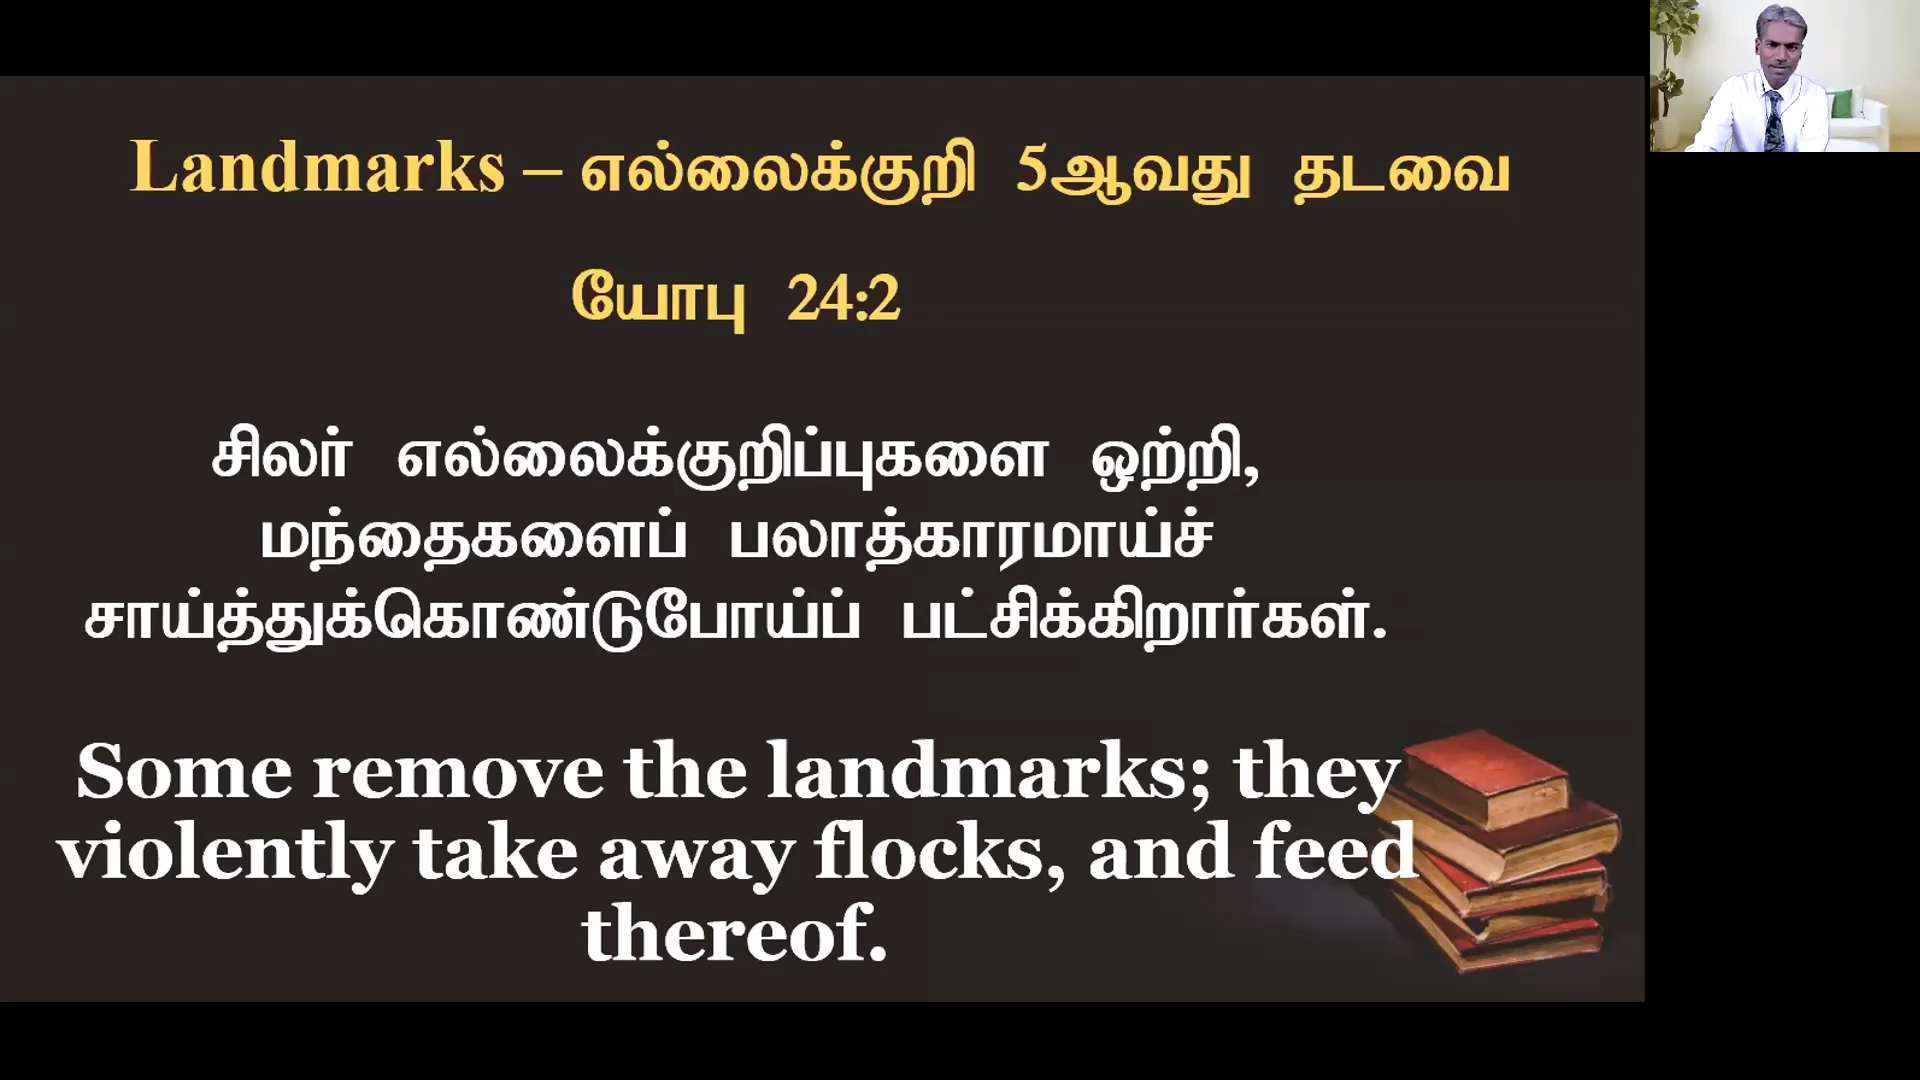 Landmarks – எல்லைக்குறி 5ஆவது தடவை
யோபு 24:2
சிலர் எல்லைக்குறிப்புகளை ஒற்றி,
மந்தைகளைப் பலாத்காரமாய்ச்
சாய்த்துக்கொண்டுபோய்ப் பட்சிக்கிறார்கள்.
Some remove the landmarks; they
violently take away flocks, and feed
thereof.